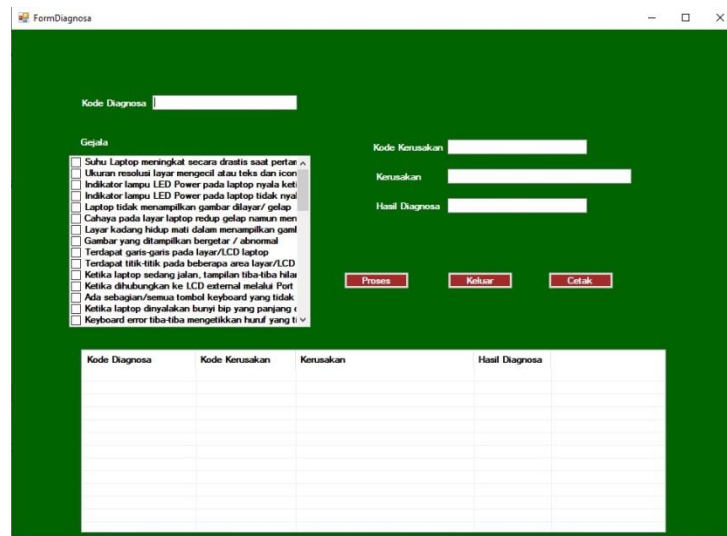 FormDiagnosa
Kode Diagnosa
Gejala
Suhu Laptop meningkat secara drastis saat pertam
Ukuran resolusi layar mengecil atau teks dan icon
Indikator lampu LED Power pada laptop nyala keti
Indikator lampu LED Power pada laptop tidak nyal
Laptop tidak menampilkan gambar dilayar/ gelap
Cahaya pada layar laptop redup gelap namun men
Layar kadang hidup mati dalam menampilkan gaml
Gambar yang ditampilkan bergetar / abnormal
Terdapat garis-garis pada layar/LCD laptop
Terdapat titik-titik pada beberapa area layar/LCD
Ketika laptop sedang jalan, tampilan tiba-tiba hilar
Ketika dihubungkan ke LCD external melalui Port
Ada sebagian/semua tombol keyboard yang tidak
Ketika laptop dinyalakan bunyi bip yang panjang
Keyboard error tiba-tiba mengetikkan huruf yang ti
Kode Kerusakan
Kerusakan
Hasil Diagnosa
Proses Keluar Cetak
Kode Diagnosa Kode Kerusakan Kerusakan Hasil Diagnosa